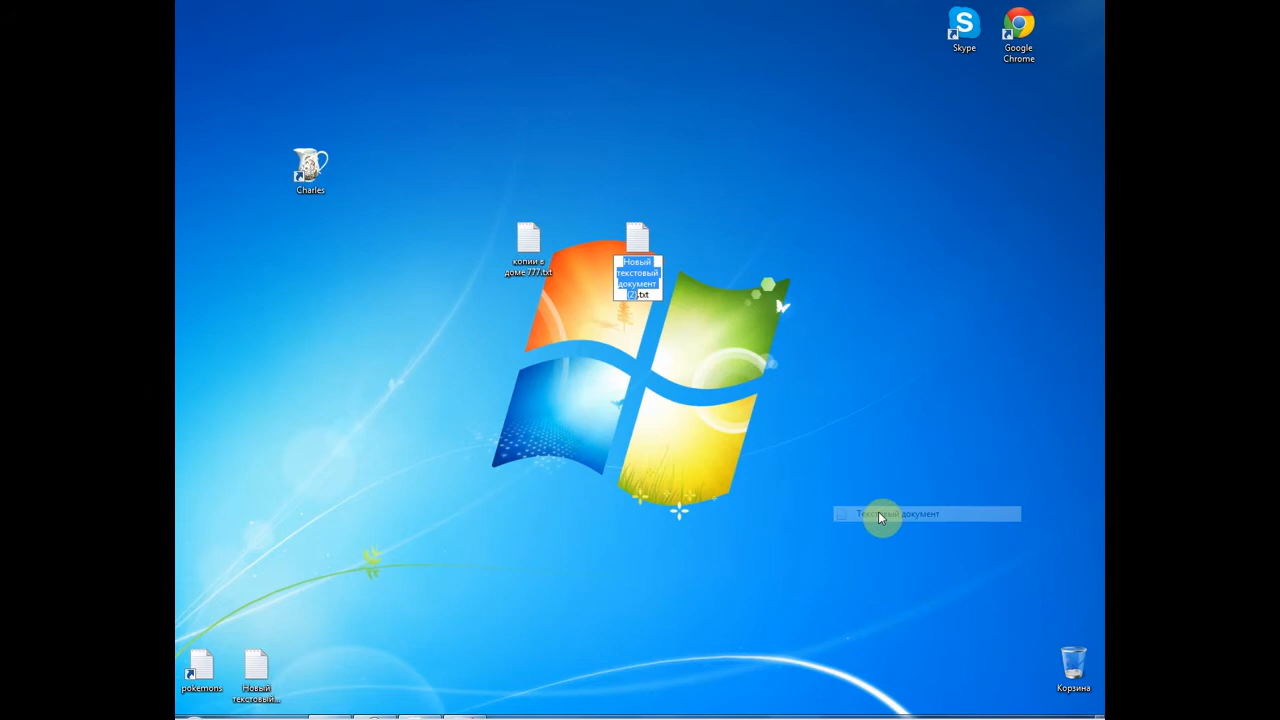 Skype
Google
Chrome
Charles
копии в
доме 777.txt
Новый
текстовый
документ
(2).txt
Текстовый документ
pokemons
Новый
текстовый...
Корзина